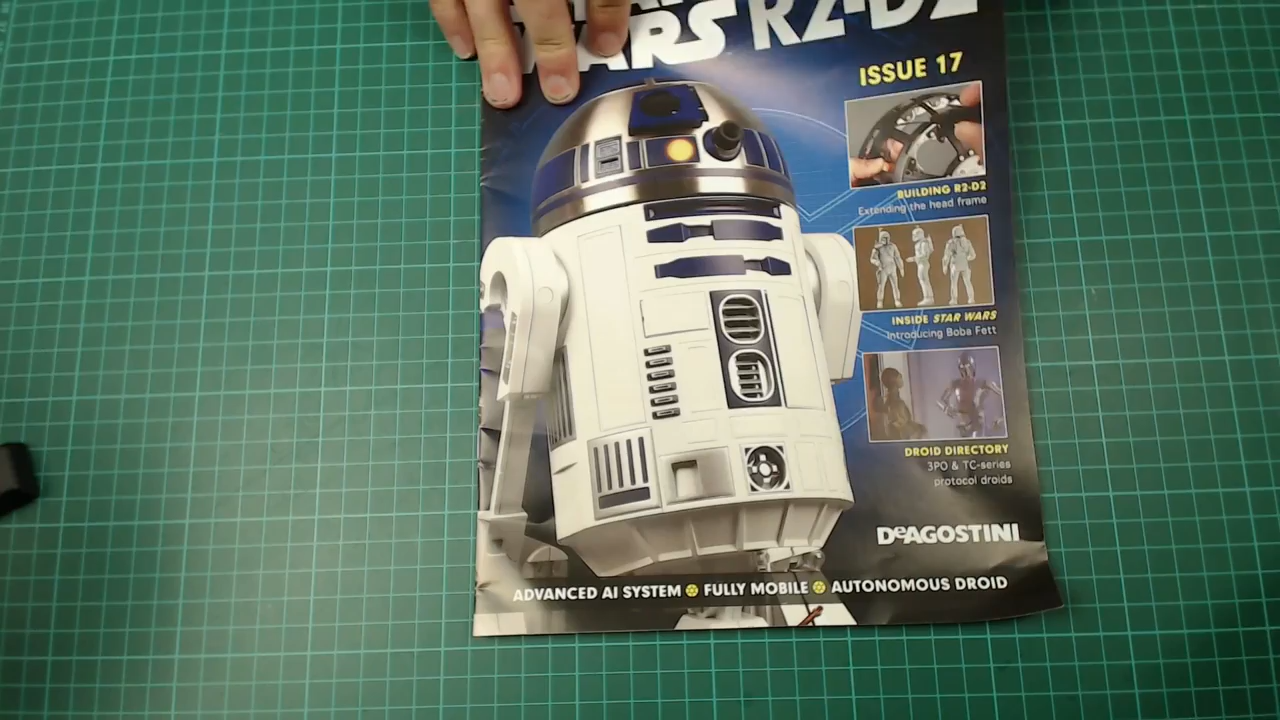 WARS R2-D2
ISSUE 17
BUILDING R2-D2
Extending the head frame
INSIDE STAR WARS
Introducing Boba Fett
DROID DIRECTORY
3PO & TC-series
protocol droids
DeAGOSTINI
ADVANCED AI SYSTEM FULLY MOBILE AUTONOMOUS DROID